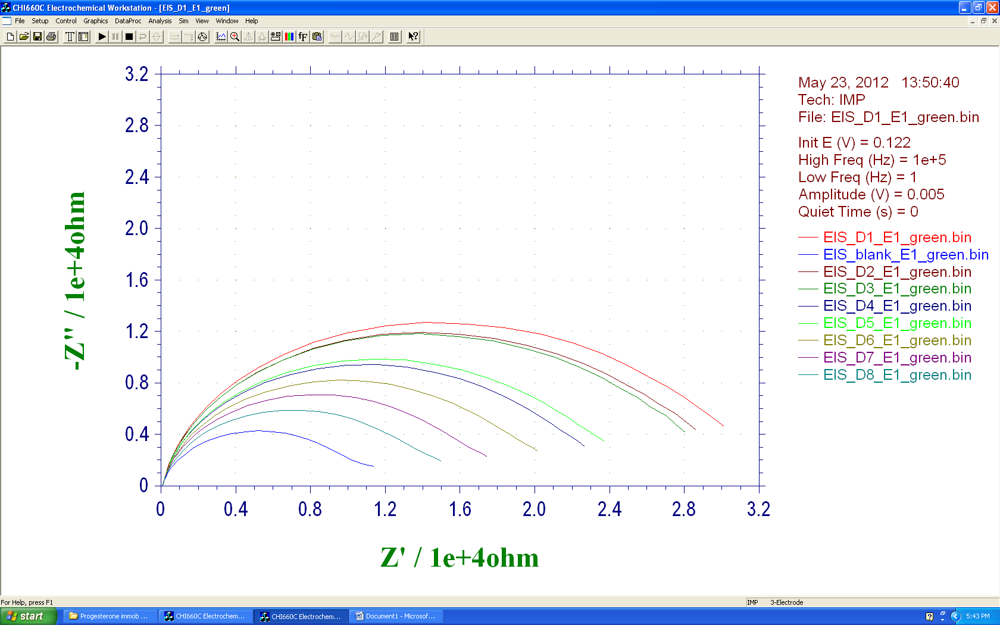 CHI660C Electrochemical Workstation - [EIS_D1_E1_green]
File Setup Control Graphics DataProc Analysis Sim View Window Help
3.2
2.8
2.4
2.0
1.6
1.2
0.8
0.4
0
-Z" / 1e+4ohm
0 0.4 0.8 1.2 1.6 2.0 2.4 2.8 3.2
Z' / 1e+4ohm
May 23, 2012 13:50:40
Tech: IMP
File: EIS_D1_E1_green.bin
Init E (V) = 0.122
High Freq (Hz) = 1e+5
Low Freq (Hz) = 1
Amplitude (V) = 0.005
Quiet Time (s) = 0
EIS_D1_E1_green.bin
EIS_blank_E1_green.bin
EIS_D2_E1_green.bin
EIS_D3_E1_green.bin
EIS_D4_E1_green.bin
EIS_D5_E1_green.bin
EIS_D6_E1_green.bin
EIS_D7_E1_green.bin
EIS_D8_E1_green.bin
For Help, press F1
IMP 3-Electrode
start Progesterone immob ... CHI660C Electrochem... CHI660C Electrochem... Document1 - Microsof... 5:43 PM